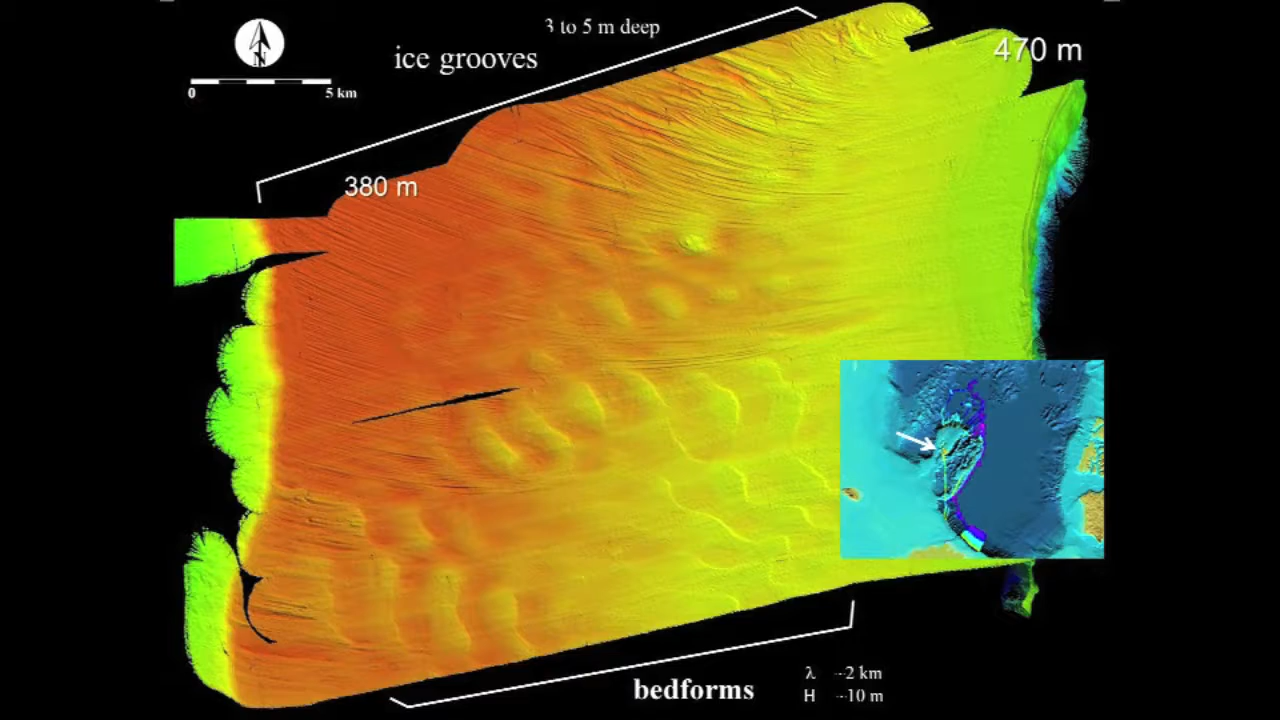 3 to 5 m deep
ice grooves
470 m
N
0 5 km
380 m
bedforms
λ ~2 km
H ~10 m